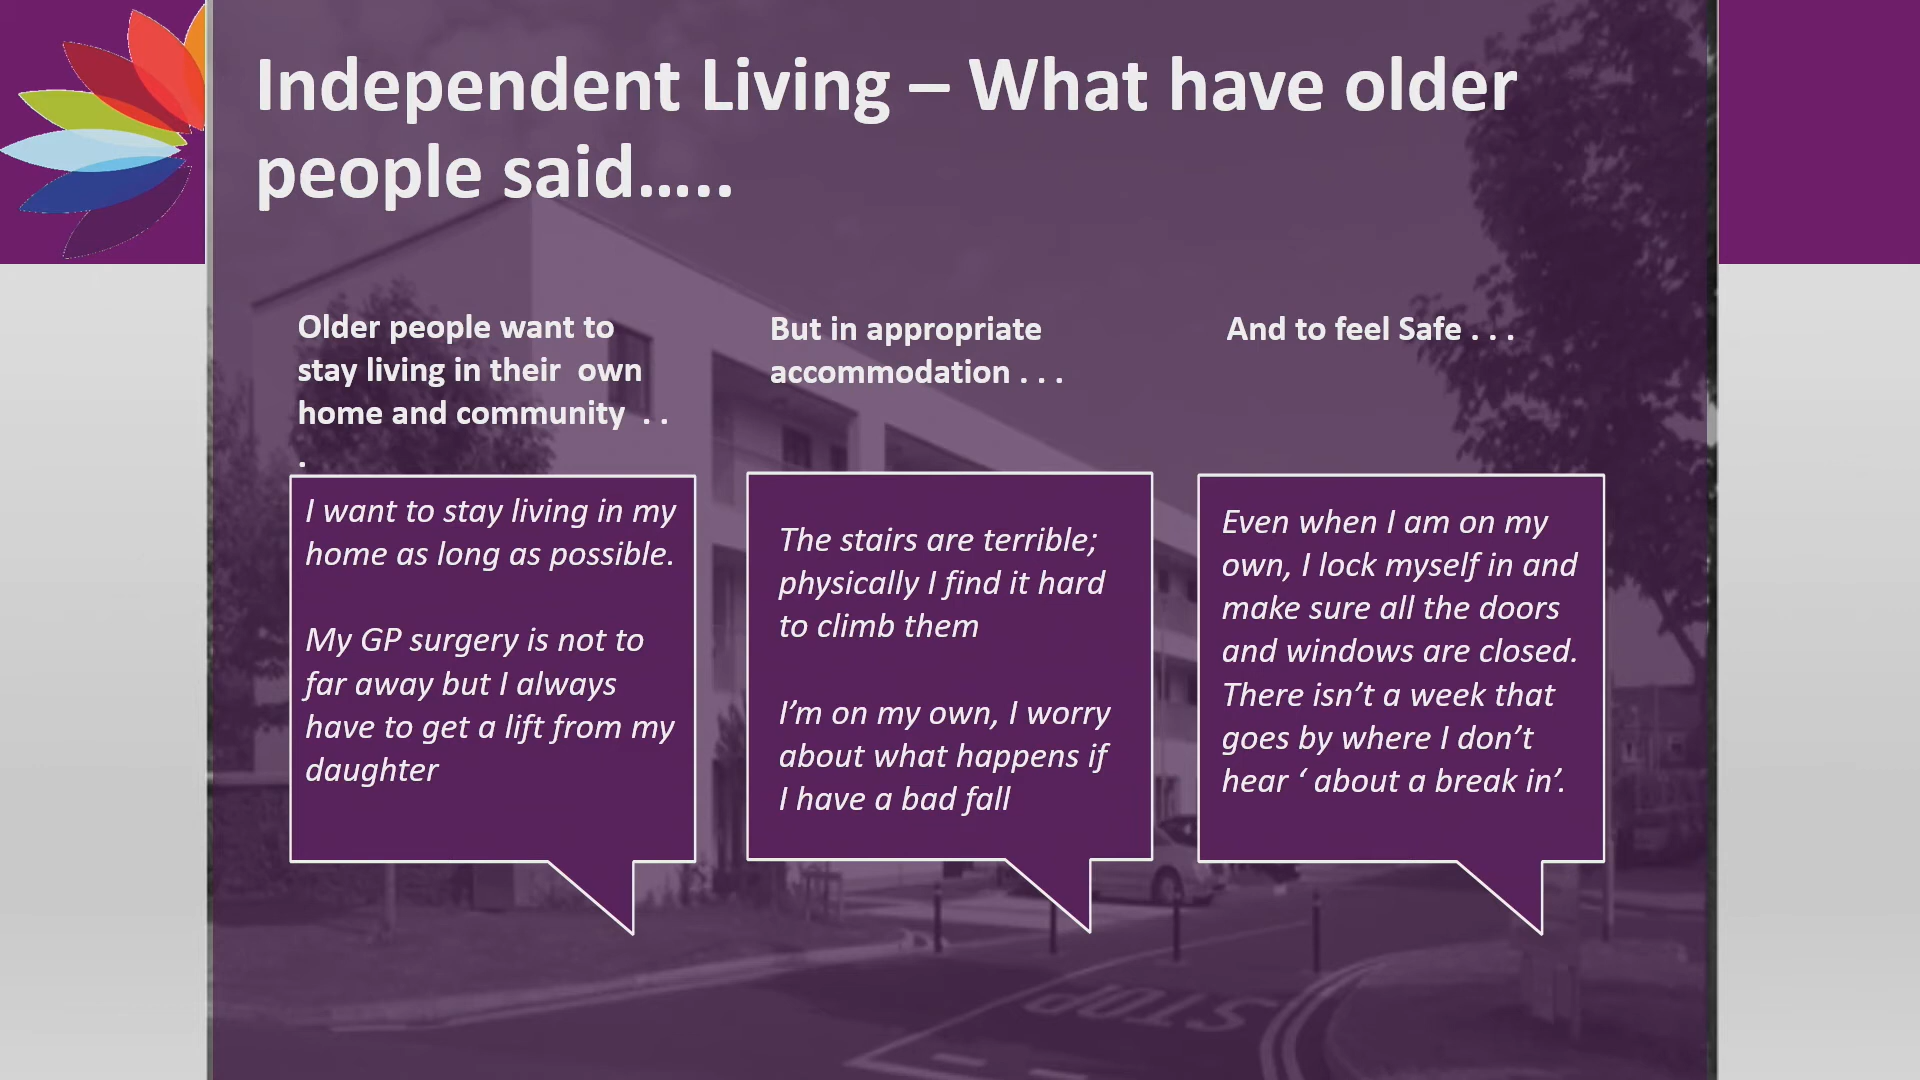 Independent Living – What have older
people said.....
Older people want to
stay living in their  own
home and community  . .
.
I want to stay living in my
home as long as possible.
My GP surgery is not to
far away but I always
have to get a lift from my
daughter
But in appropriate
accommodation . . .
The stairs are terrible;
physically I find it hard
to climb them
I’m on my own, I worry
about what happens if
I have a bad fall
And to feel Safe . . .
Even when I am on my
own, I lock myself in and
make sure all the doors
and windows are closed.
There isn’t a week that
goes by where I don’t
hear ‘ about a break in’.
STOP